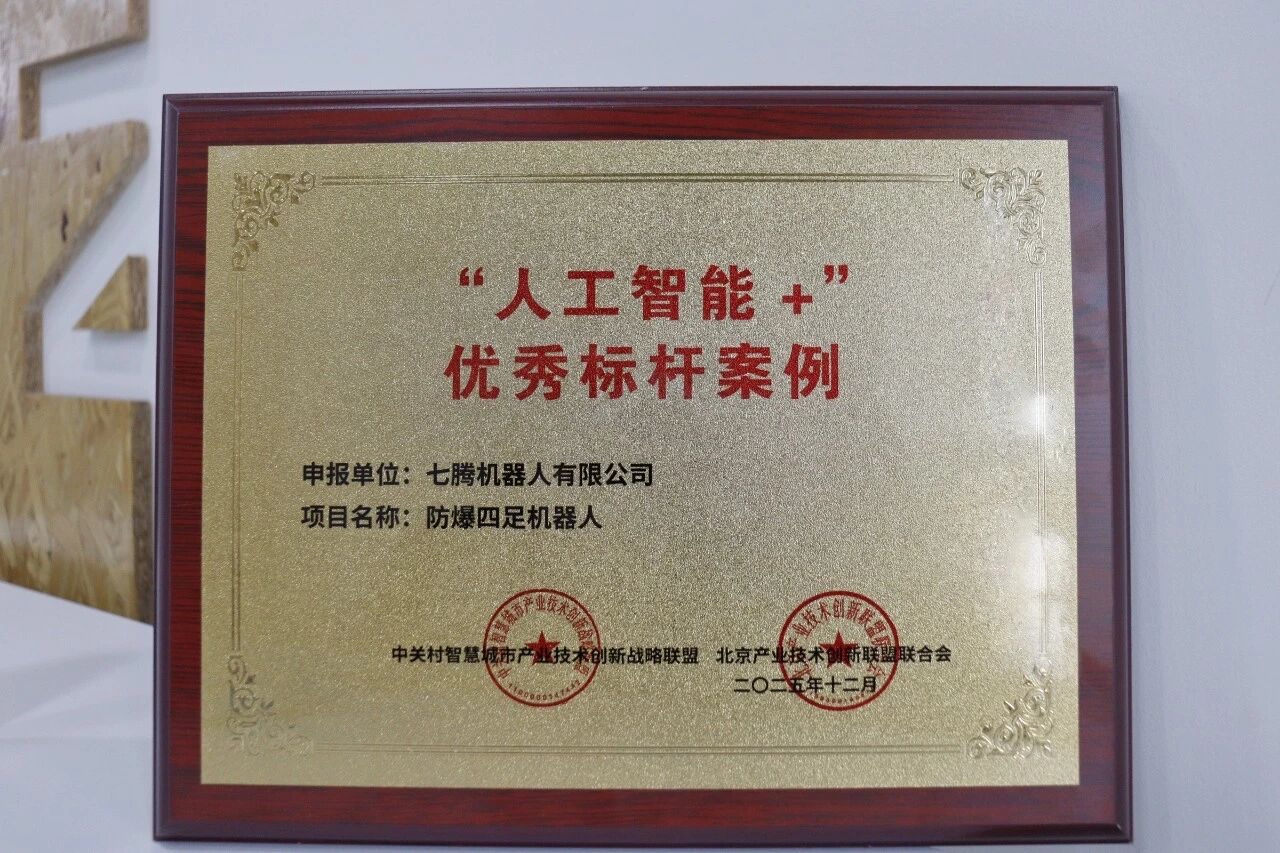 “人工智能+”
优秀标杆案例
申报单位：七腾机器人有限公司
项目名称：防爆四足机器人
中关村智慧城市产业技术创新战略联盟 北京产业技术创新联盟联合会
二〇二五年十二月